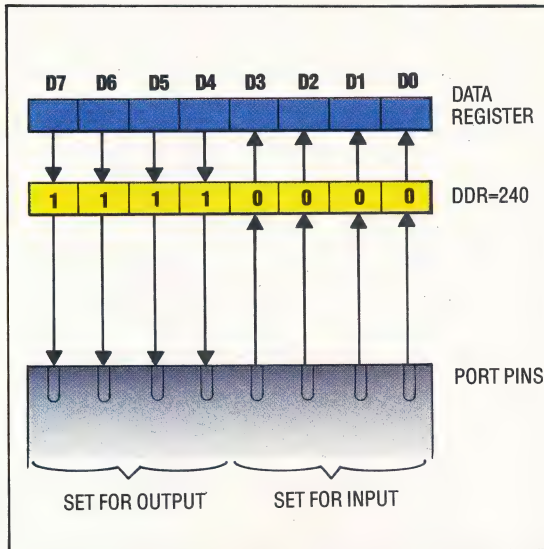 D7 D6 D5 D4 D3 D2 D1 D0
DATA
REGISTER
1 1 1 1 0 0 0 0
DDR=240
PORT PINS
SET FOR OUTPUT SET FOR INPUT